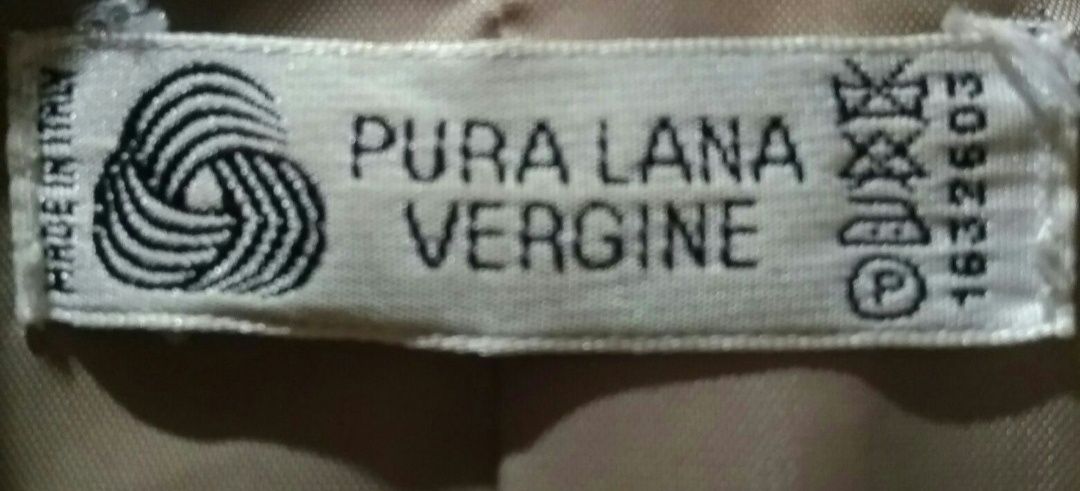 MADE IN ITALY
PURA LANA
VERGINE
P
1632603